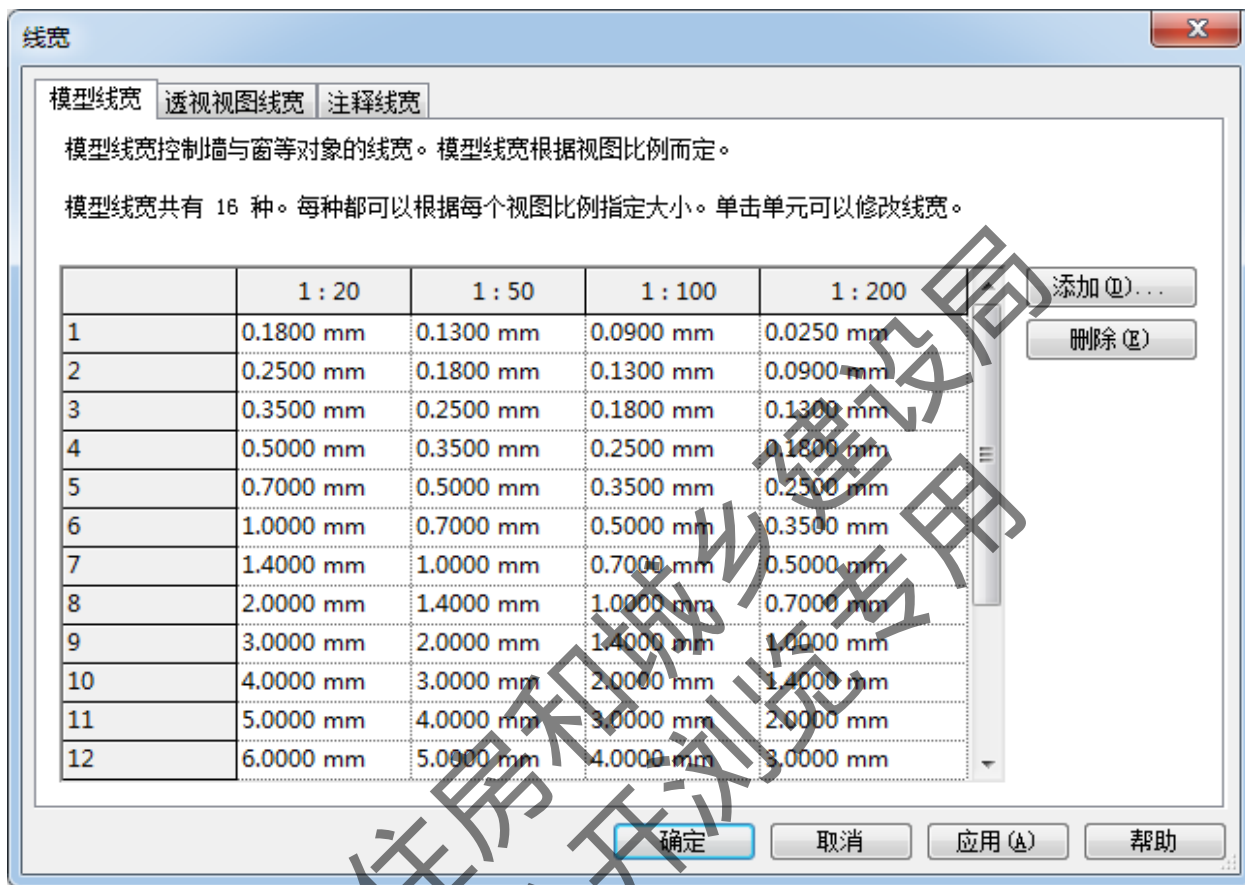 线宽
模型线宽 透视视图线宽 注释线宽
模型线宽控制墙与窗等对象的线宽。模型线宽根据视图比例而定。
模型线宽共有 16 种。每种都可以根据每个视图比例指定大小。单击单元可以修改线宽。
1 : 20 1 : 50 1 : 100 1 : 200
1 0.1800 mm 0.1300 mm 0.0900 mm 0.0250 mm
2 0.2500 mm 0.1800 mm 0.1300 mm 0.0900 mm
3 0.3500 mm 0.2500 mm 0.1800 mm 0.1300 mm
4 0.5000 mm 0.3500 mm 0.2500 mm 0.1800 mm
5 0.7000 mm 0.5000 mm 0.3500 mm 0.2500 mm
6 1.0000 mm 0.7000 mm 0.5000 mm 0.3500 mm
7 1.4000 mm 1.0000 mm 0.7000 mm 0.5000 mm
8 2.0000 mm 1.4000 mm 1.0000 mm 0.7000 mm
9 3.0000 mm 2.0000 mm 1.4000 mm 1.0000 mm
10 4.0000 mm 3.0000 mm 2.0000 mm 1.4000 mm
11 5.0000 mm 4.0000 mm 3.0000 mm 2.0000 mm
12 6.0000 mm 5.0000 mm 4.0000 mm 3.0000 mm
添加(D)...
删除(E)
确定 取消 应用(A) 帮助
住房和城乡建设局
开浏览专用